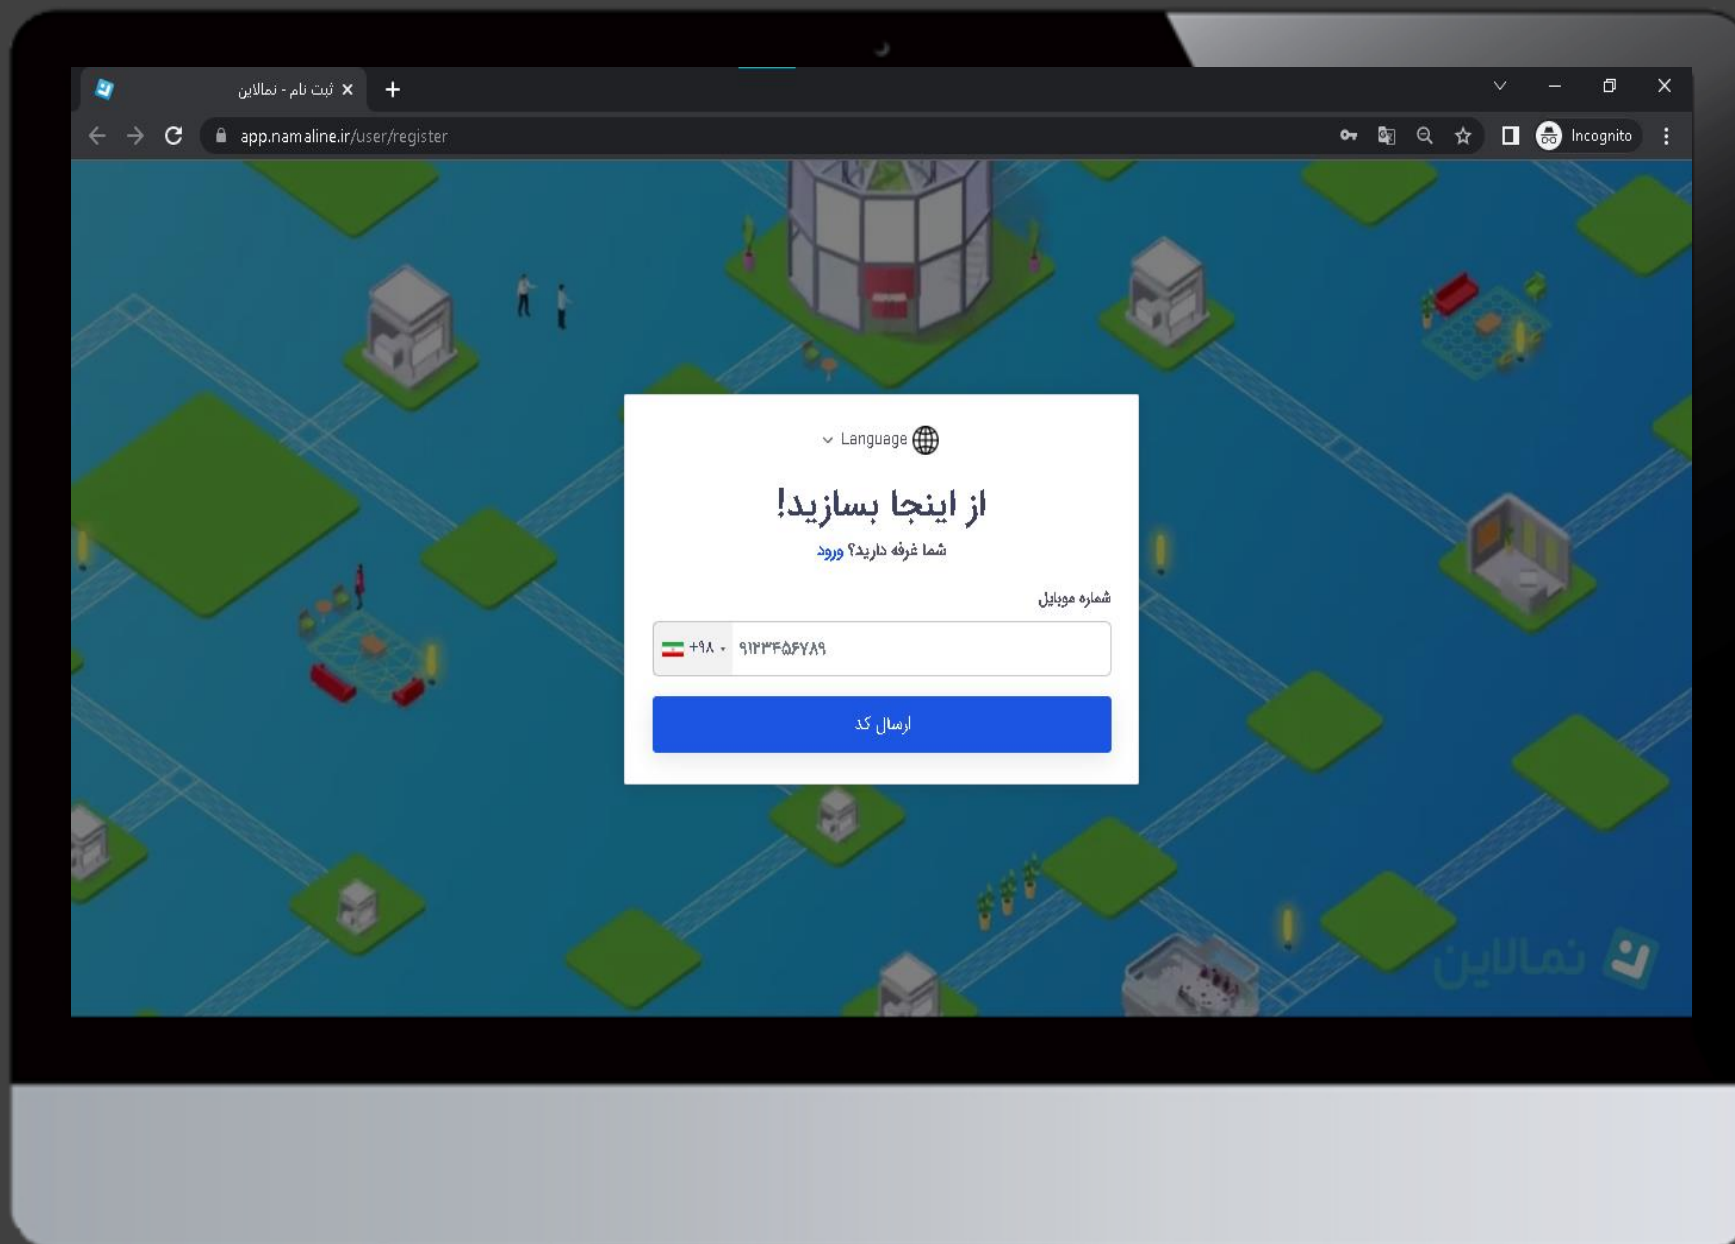 ثبت نام - نمالاین
app.namaline.ir/user/register
Incognito
Language
از اینجا بسازید!
شما غرفه دارید؟ ورود
شماره موبایل
+۹۸ ۹۱۲۳۴۵۶۷۸۹
ارسال کد
نمالاین